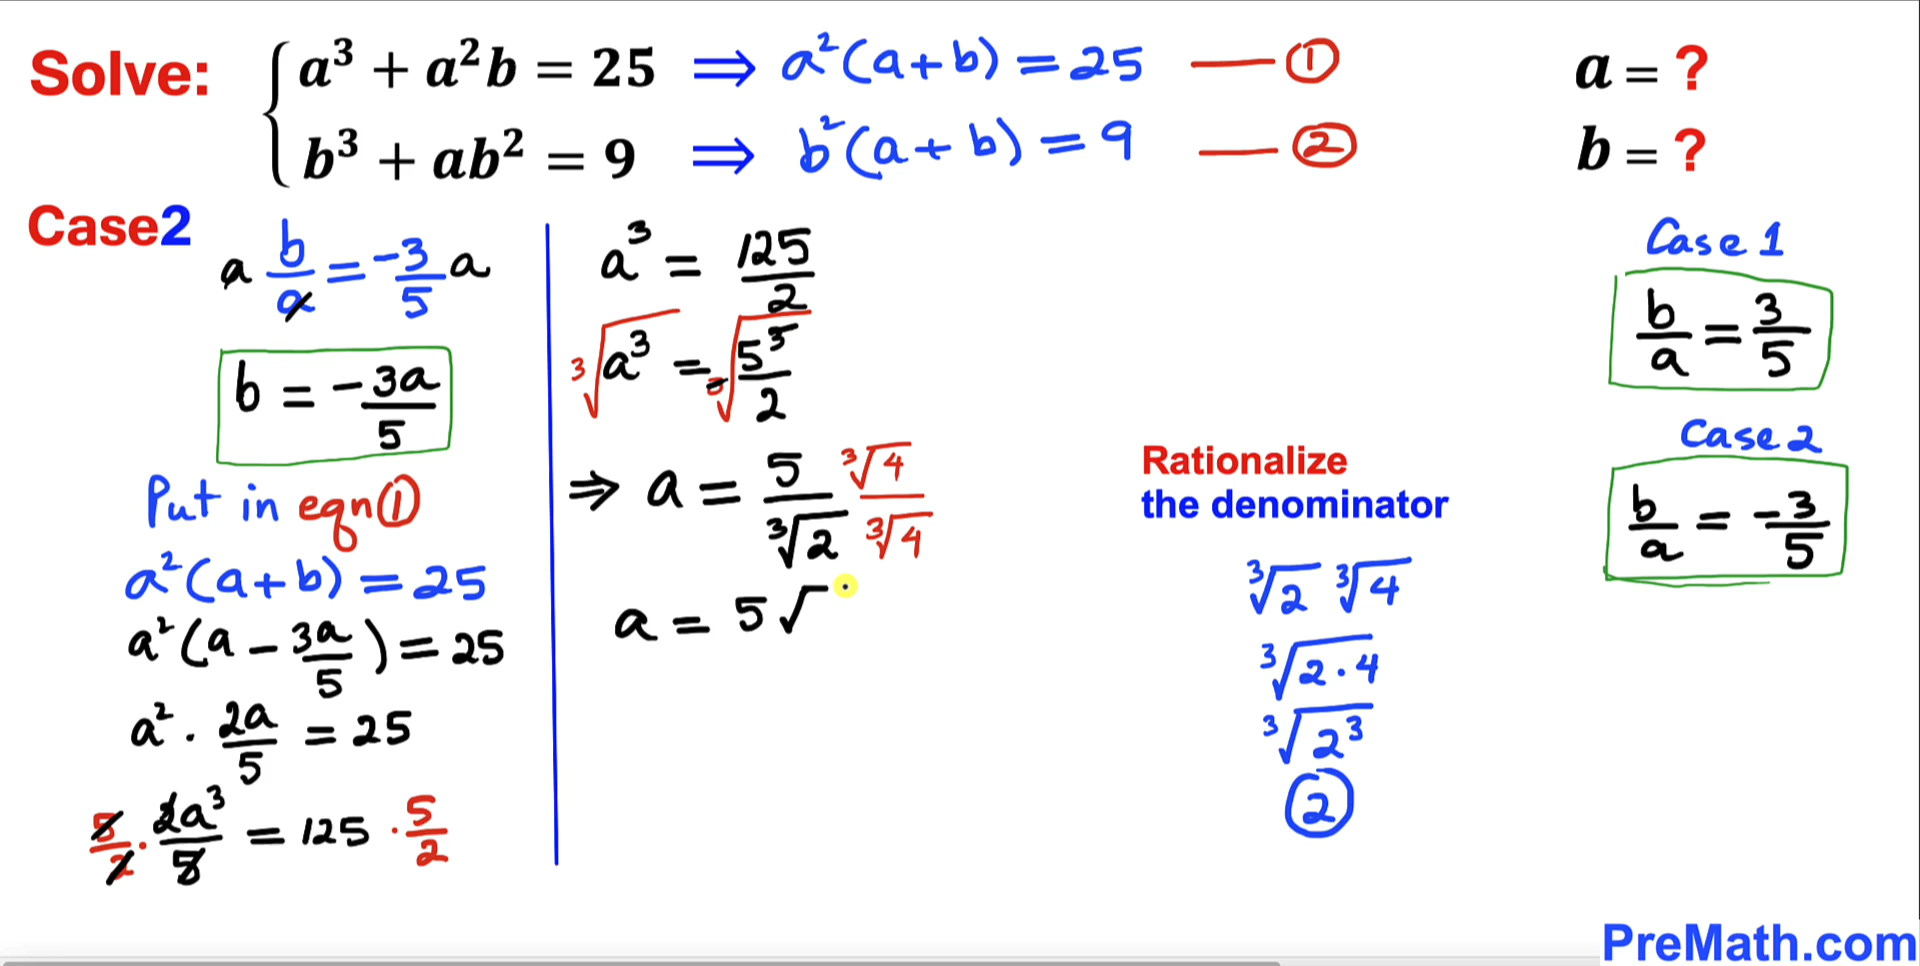 Solve: { a³ + a²b = 25 ⇒ a²(a+b) = 25 — ①
b³ + ab² = 9 ⇒ b²(a+b) = 9 — ②
a = ?
b = ?
Case2
a b/a = -3/5 a
b = -3a/5
Put in eqn①
a²(a+b) = 25
a²(a - 3a/5) = 25
a² · 2a/5 = 25
5/2 · 2a³/5 = 125 · 5/2
a³ = 125/2
∛a³ = ∛5³/2
⇒ a = 5/∛2 ∛4/∛4
a = 5√
Rationalize
the denominator
∛2 ∛4
∛2·4
∛2³
2
Case 1
b/a = 3/5
Case 2
b/a = -3/5
PreMath.com